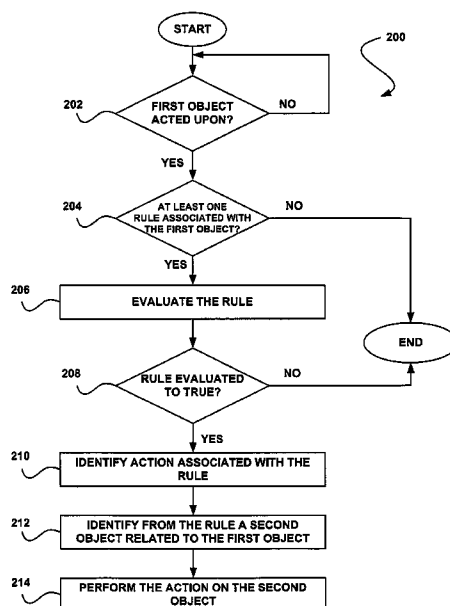 START
200
202
FIRST OBJECT
ACTED UPON?
NO
YES
204
AT LEAST ONE
RULE ASSOCIATED WITH
THE FIRST OBJECT?
NO
YES
206
EVALUATE THE RULE
END
208
RULE EVALUATED
TO TRUE?
NO
YES
210
IDENTIFY ACTION ASSOCIATED WITH THE
RULE
212
IDENTIFY FROM THE RULE A SECOND
OBJECT RELATED TO THE FIRST OBJECT
214
PERFORM THE ACTION ON THE SECOND
OBJECT